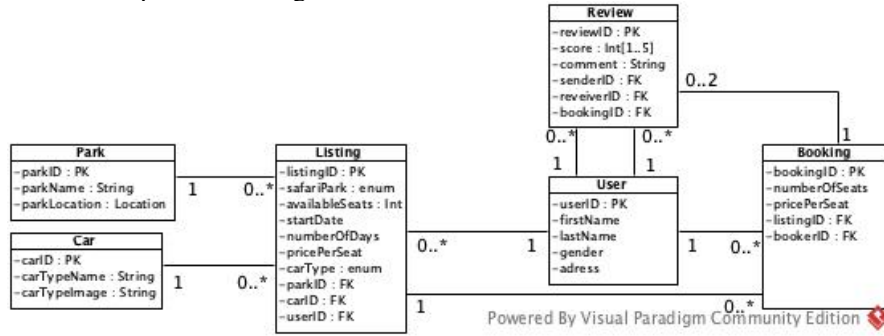 Review
-reviewID : PK
-score : Int[1..5]
-comment : String
-senderID : FK
-reveiverID : FK
-bookingID : FK
0..2
0..*
0..*
1
1
1
Park
-parkID : PK
-parkName : String
-parkLocation : Location
1
0..*
Car
-carID : PK
-carTypeName : String
-carTypeImage : String
1
0..*
Listing
-listingID : PK
-safariPark : enum
-availableSeats : Int
-startDate
-numberOfDays
-pricePerSeat
-carType : enum
-parkID : FK
-carID : FK
-userID : FK
0..*
1
User
-userID : PK
-firstName
-lastName
-gender
-adress
1
0..*
Booking
-bookingID : PK
-numberOfSeats
-pricePerSeat
-listingID : FK
-bookerID : FK
1
0..*
Powered By Visual Paradigm Community Edition